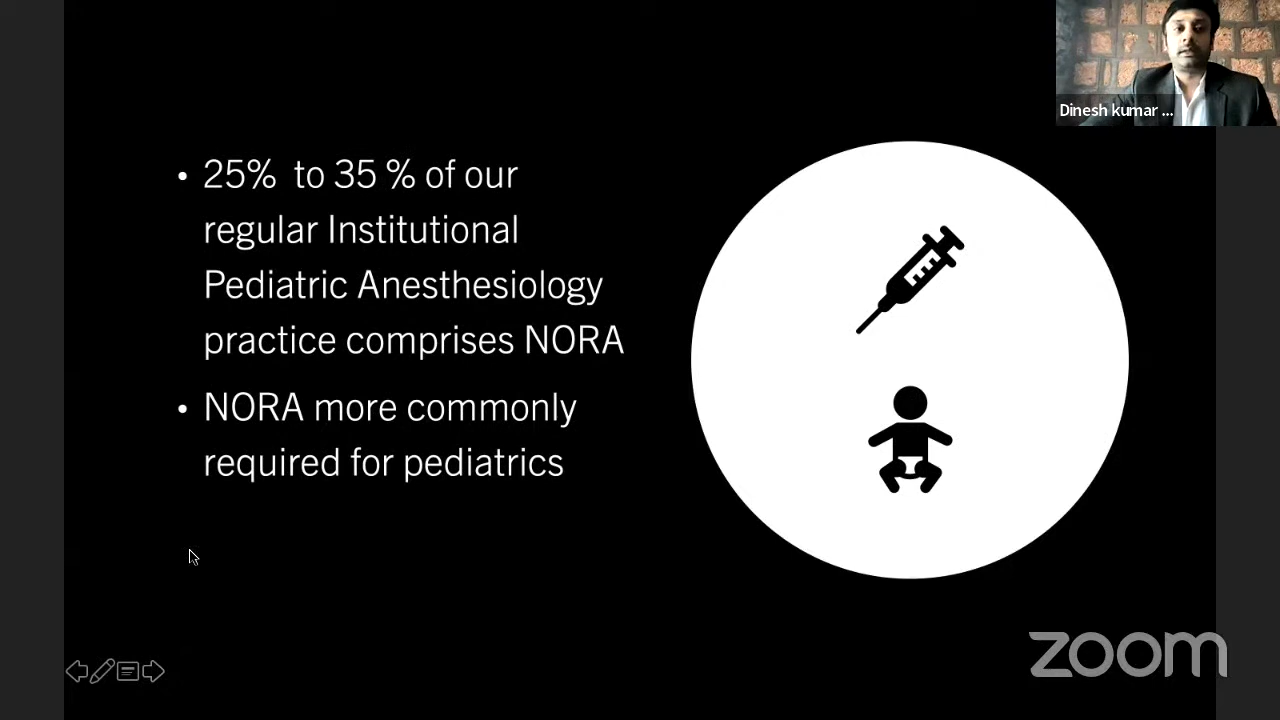 Dinesh kumar ...
• 25% to 35 % of our
regular Institutional
Pediatric Anesthesiology
practice comprises NORA
• NORA more commonly
required for pediatrics
zoom